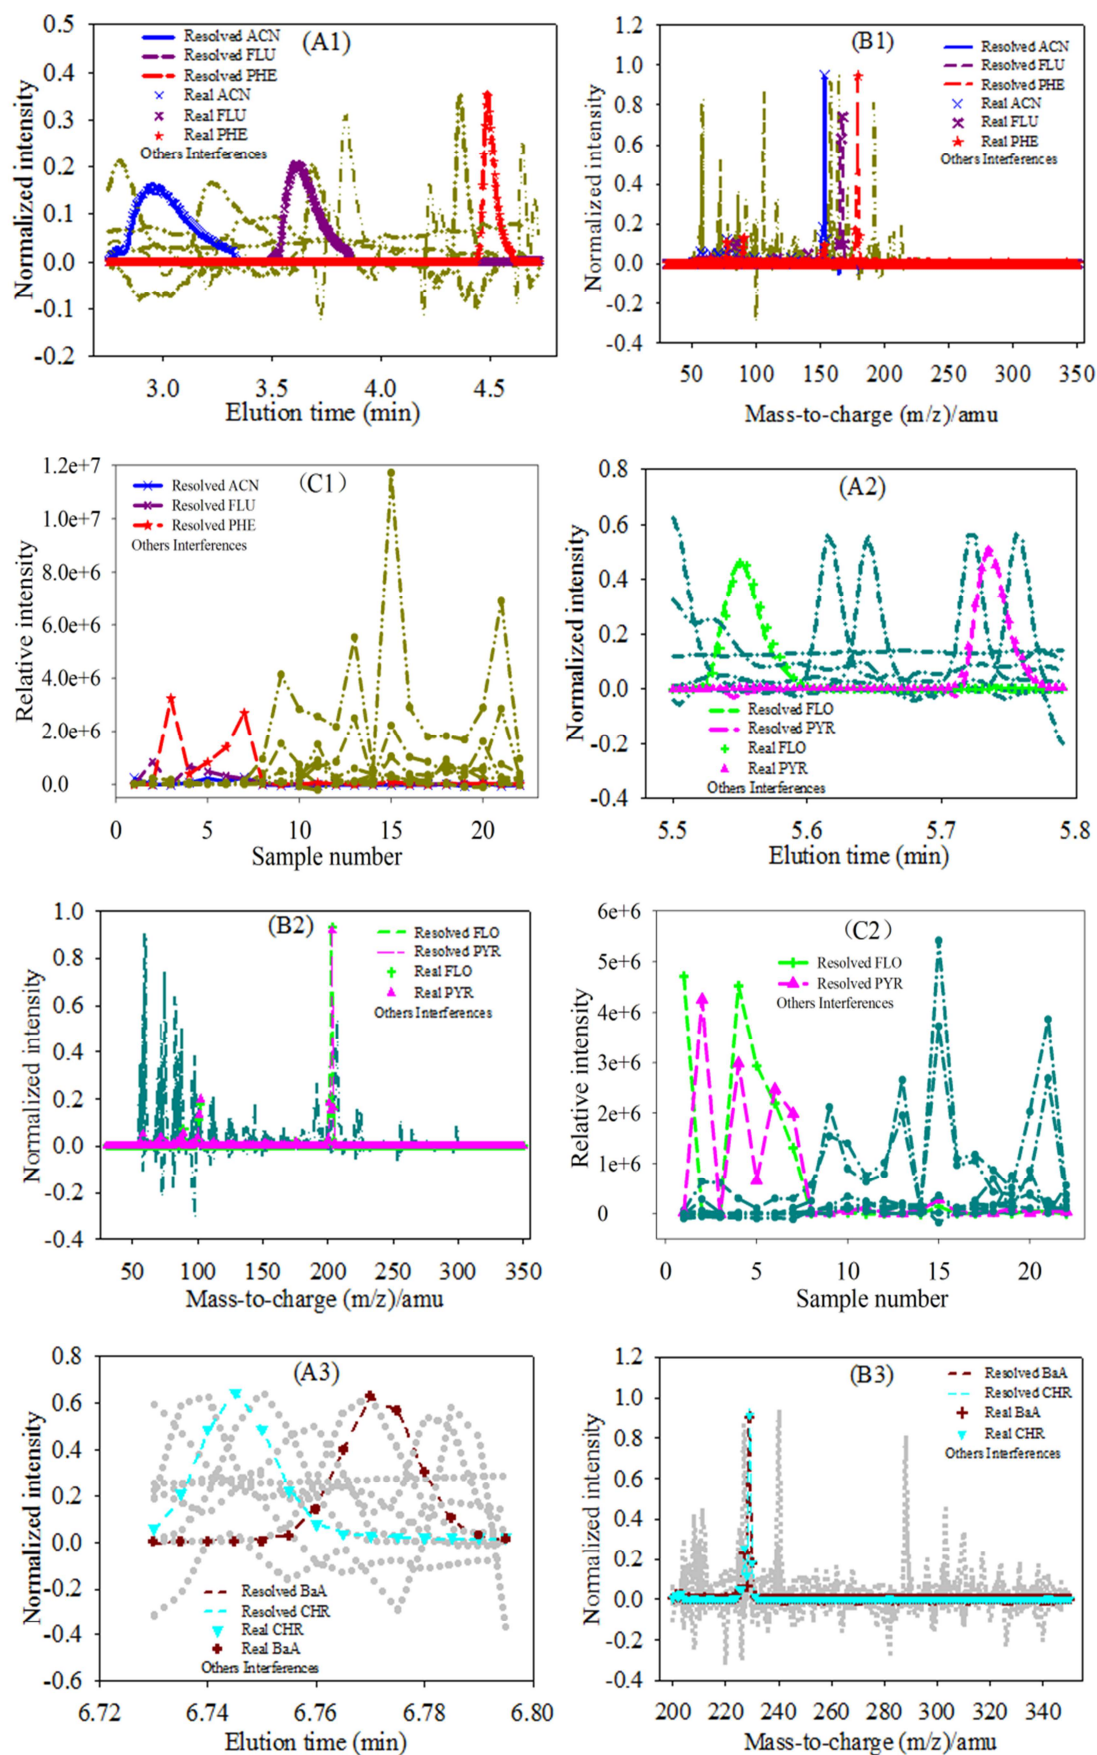 (A1)
Resolved ACN
Resolved FLU
Resolved PHE
Real ACN
Real FLU
Real PHE
Others Interferences
Normalized intensity
0.5
0.4
0.3
0.2
0.1
0.0
-0.1
-0.2
3.0 3.5 4.0 4.5
Elution time (min)
(B1)
Resolved ACN
Resolved FLU
Resolved PHE
Real ACN
Real FLU
Real PHE
Others Interferences
Normalized intensity
1.2
1.0
0.8
0.6
0.4
0.2
0.0
-0.2
-0.4
50 100 150 200 250 300 350
Mass-to-charge (m/z)/amu
(C1)
Resolved ACN
Resolved FLU
Resolved PHE
Others Interferences
Relative intensity
1.2e+7
1.0e+7
8.0e+6
6.0e+6
4.0e+6
2.0e+6
0.0
0 5 10 15 20
Sample number
(A2)
Normalized intensity
0.8
0.6
0.4
0.2
0.0
-0.2
-0.4
Resolved FLO
Resolved PYR
Real FLO
Real PYR
Others Interferences
5.5 5.6 5.7 5.8
Elution time (min)
(B2)
Resolved FLO
Resolved PYR
Real FLO
Real PYR
Others Interferences
Normalized intensity
1.0
0.8
0.6
0.4
0.2
0.0
-0.2
-0.4
50 100 150 200 250 300 350
Mass-to-charge (m/z)/amu
(C2)
Resolved FLO
Resolved PYR
Others Interferences
Relative intensity
6e+6
5e+6
4e+6
3e+6
2e+6
1e+6
0
0 5 10 15 20
Sample number
(A3)
Normalized intensity
0.8
0.6
0.4
0.2
0.0
-0.2
-0.4
-0.6
Resolved BaA
Resolved CHR
Real CHR
Real BaA
Others Interferences
6.72 6.74 6.76 6.78 6.80
Elution time (min)
(B3)
Resolved BaA
Resolved CHR
Real BaA
Real CHR
Others Interferences
Normalized intensity
1.2
1.0
0.8
0.6
0.4
0.2
0.0
-0.2
-0.4
200 220 240 260 280 300 320 340
Mass-to-charge (m/z)/amu